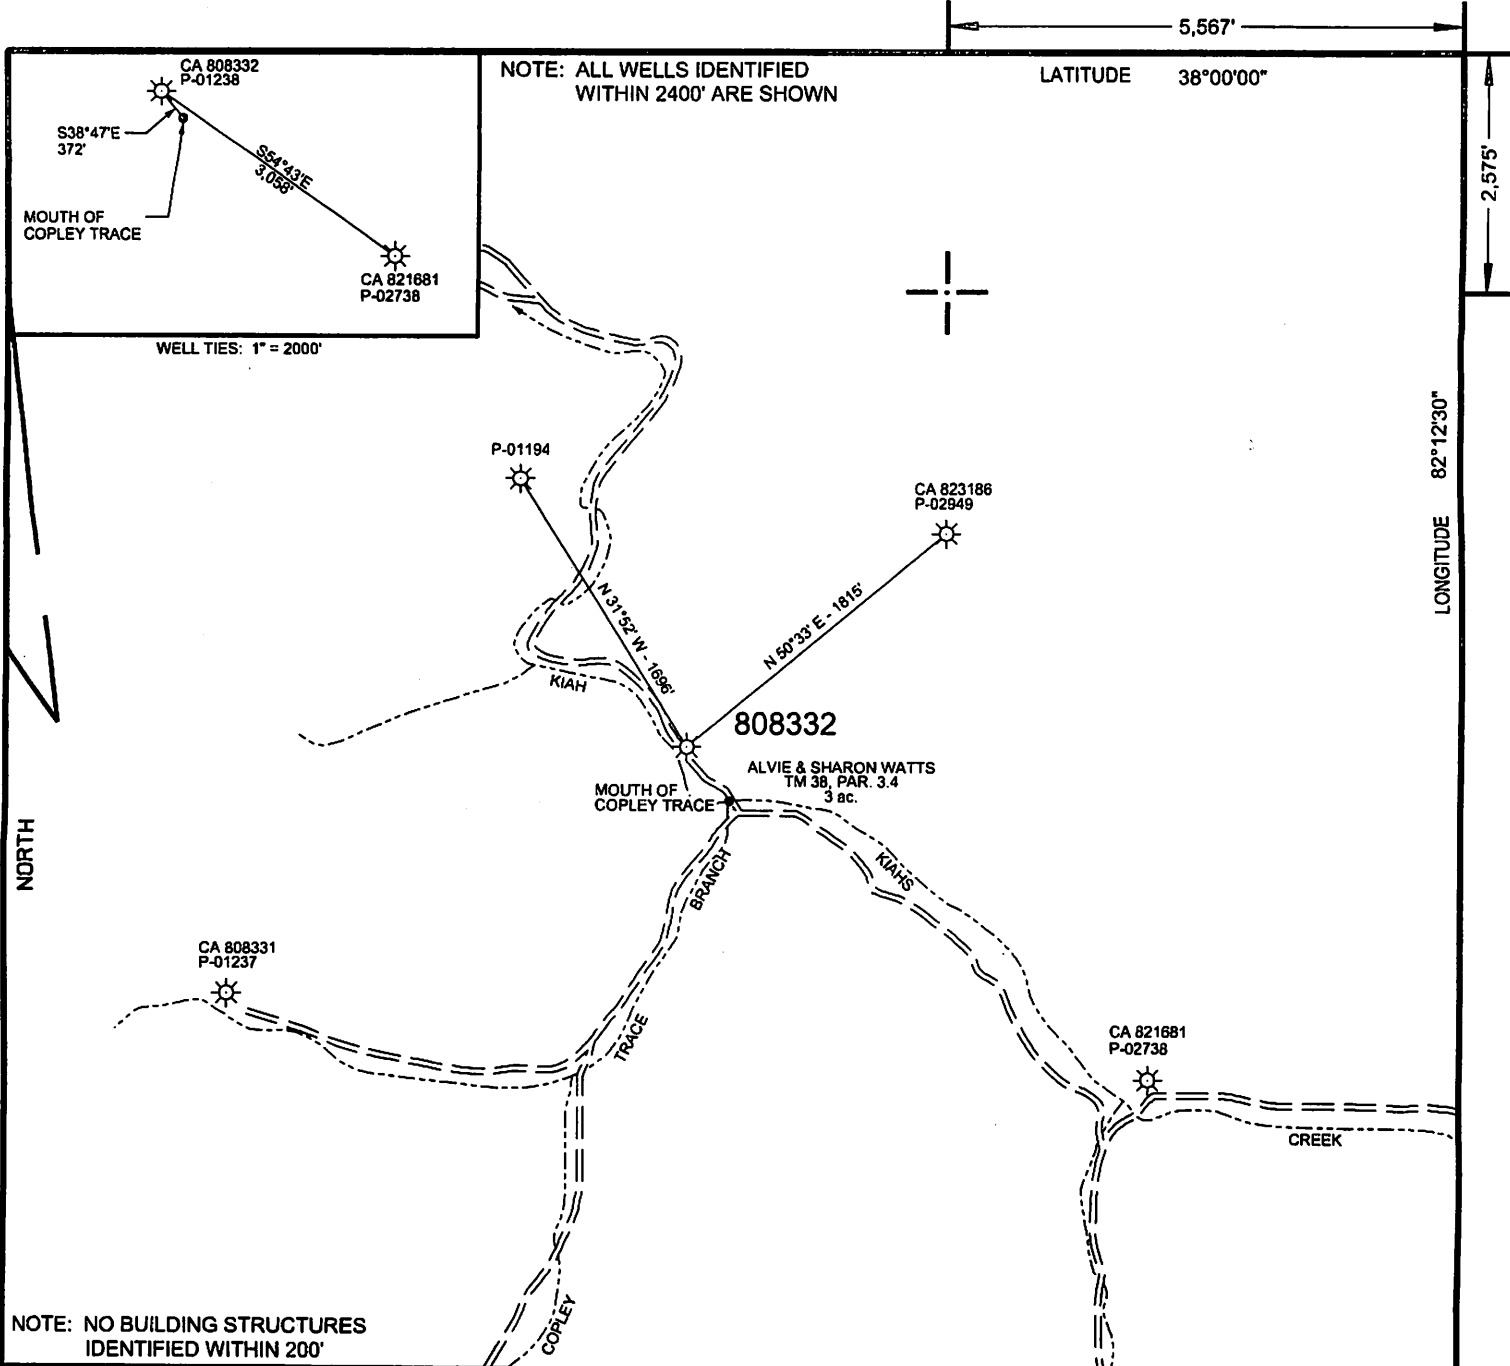 5,567'
CA 808332
P-01238
NOTE: ALL WELLS IDENTIFIED
WITHIN 2400' ARE SHOWN
LATITUDE 38°00'00"
S38°47'E
372'
S54°43'E
3,058'
2,575'
MOUTH OF
COPLEY TRACE
CA 821681
P-02738
WELL TIES: 1" = 2000'
P-01194
CA 823186
P-02949
LONGITUDE 82°12'30"
N 31°52' W - 1696'
N 50°33' E - 1815'
KIAH
808332
ALVIE & SHARON WATTS
TM 38, PAR. 3.4
3 ac.
MOUTH OF
COPLEY TRACE
NORTH
KIAHS
BRANCH
CA 808331
P-01237
TRACE
CA 821681
P-02738
CREEK
COPLEY
NOTE: NO BUILDING STRUCTURES
IDENTIFIED WITHIN 200'